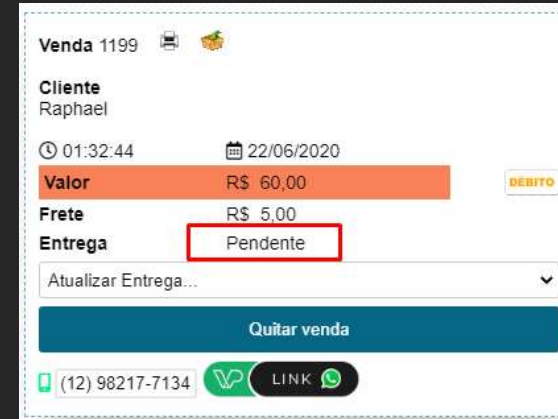 Venda 1199
Cliente
Raphael
01:32:44 22/06/2020
Valor R$ 60,00 DÉBITO
Frete R$ 5,00
Entrega Pendente
Atualizar Entrega...
Quitar venda
(12) 98217-7134 VP LINK